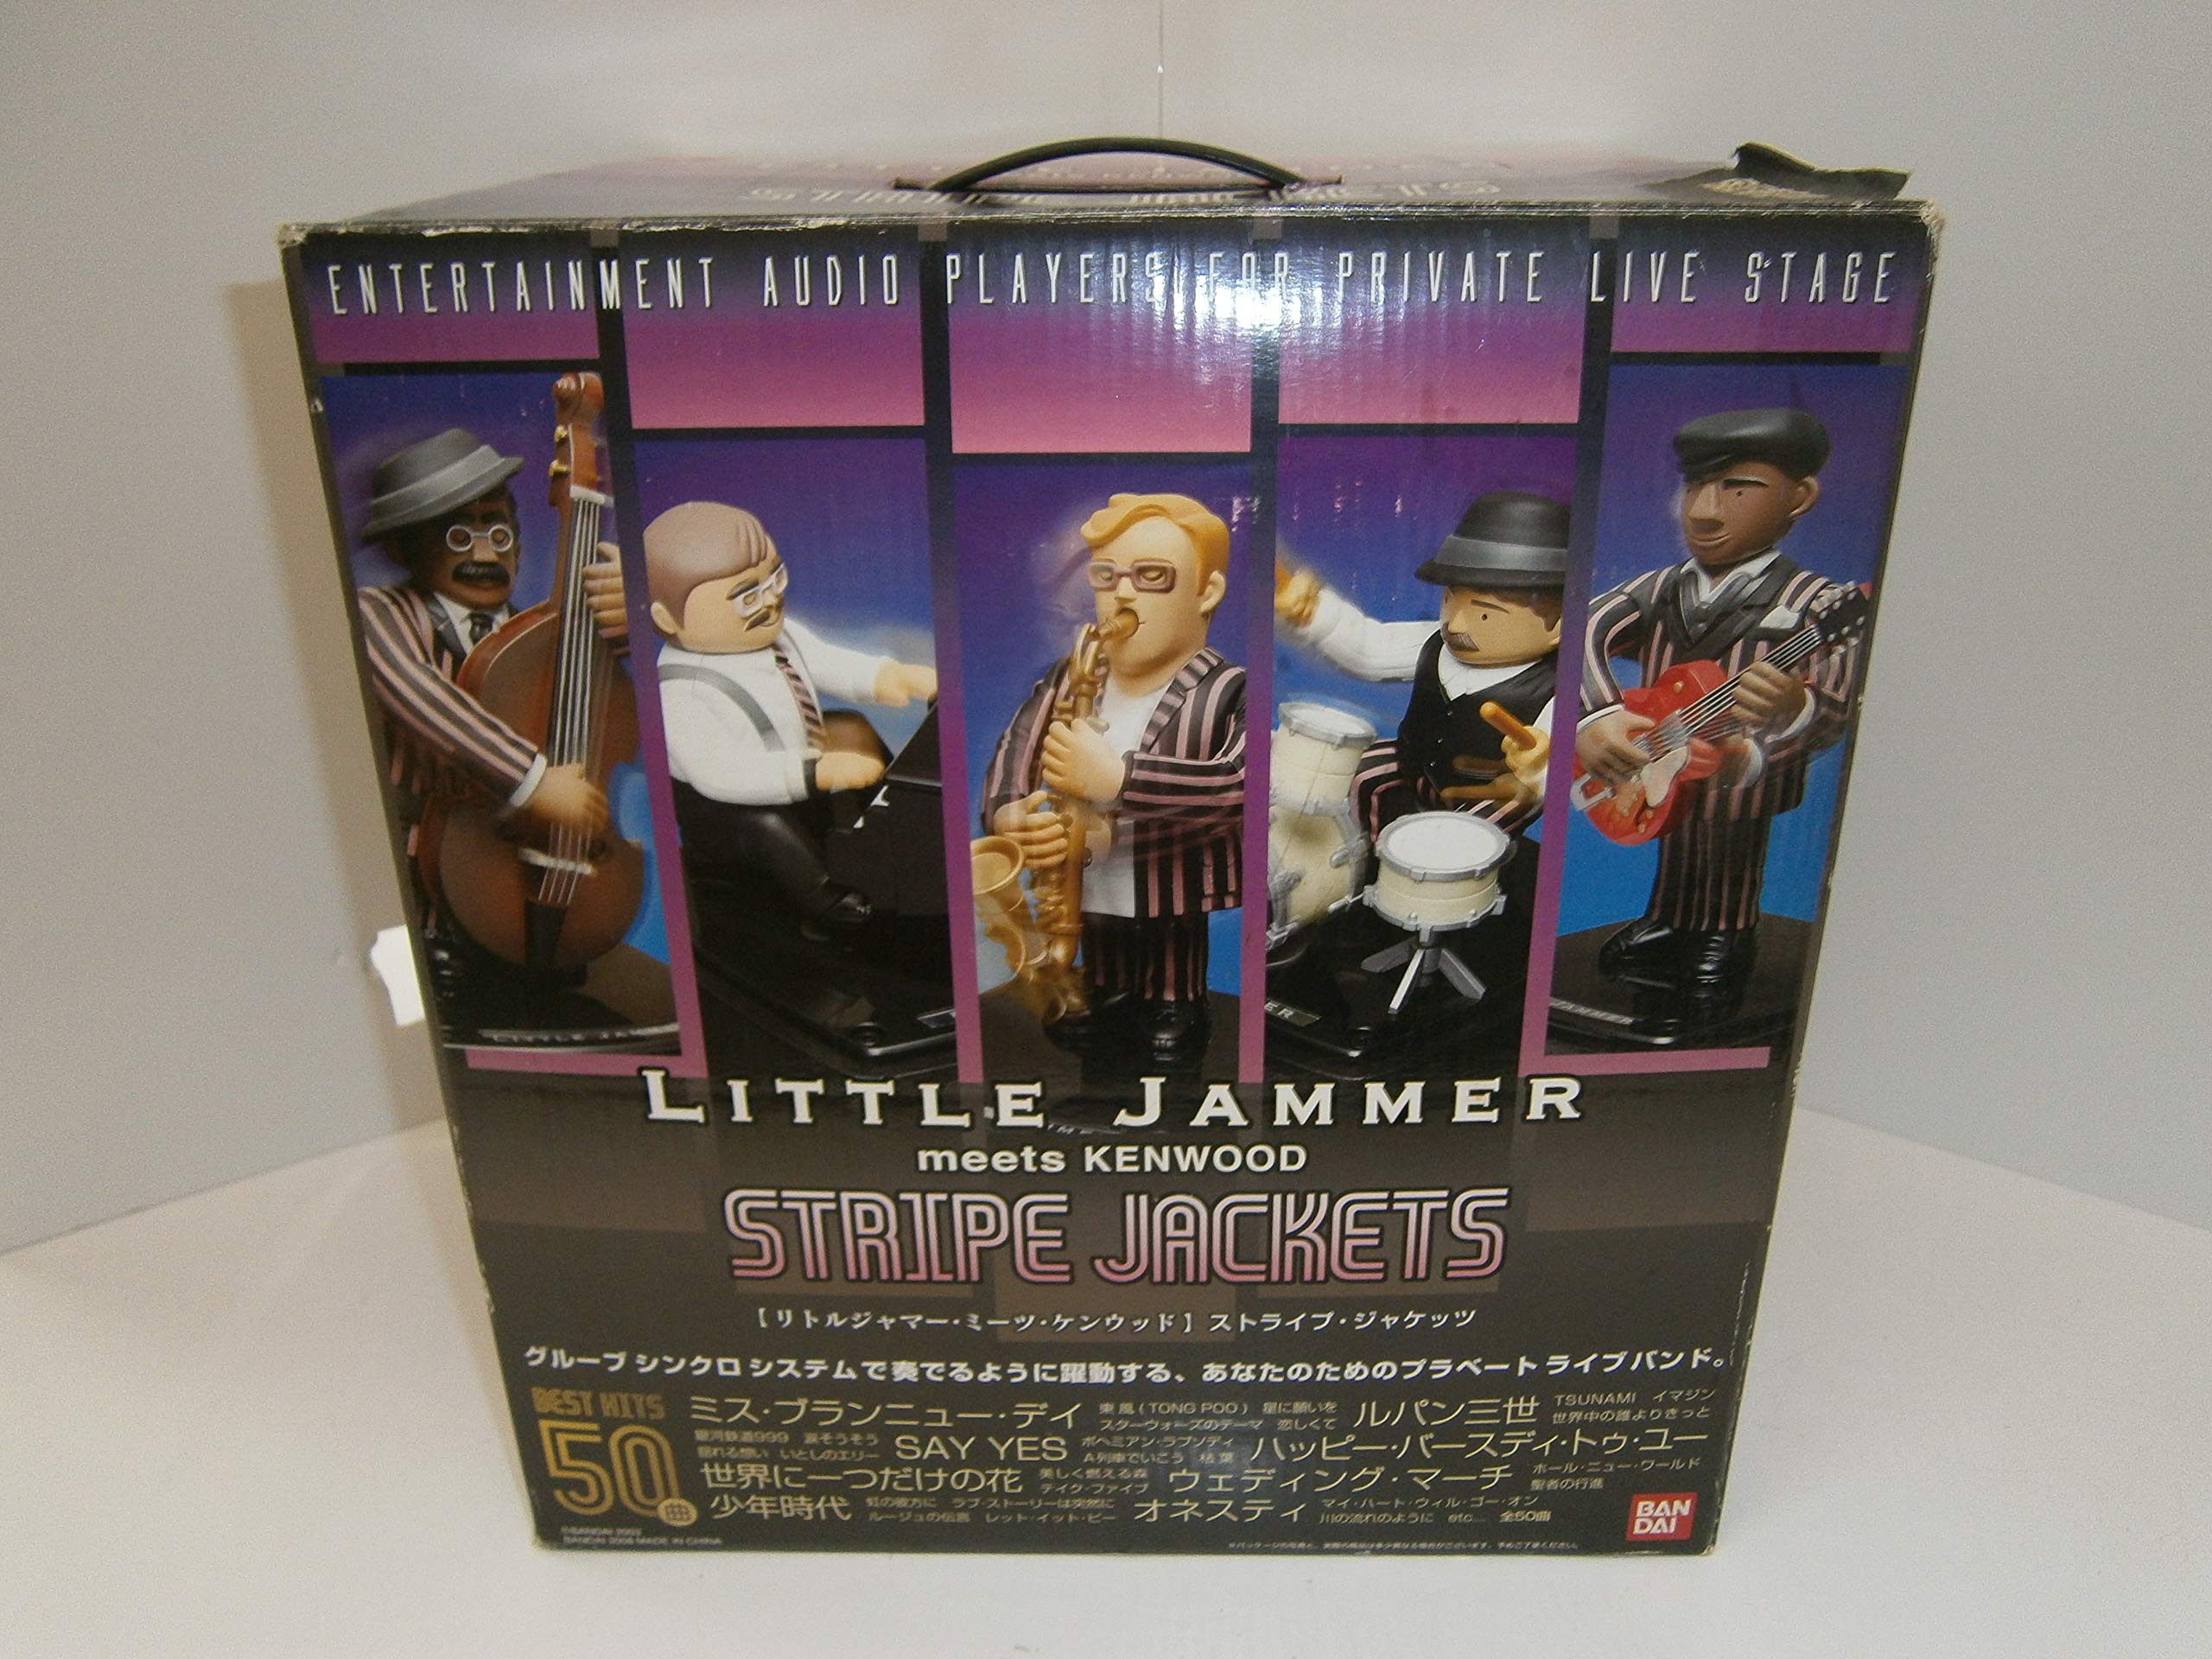 ENTERTAINMENT AUDIO PLAYERS FOR PRIVATE LIVE STAGE
JAMMER
LITTLE JAMMER
meets KENWOOD
STRIPE JACKETS
【リトルジャマー・ミーツ・ケンウッド】ストライプ・ジャケッツ
グループシンクロシステムで奏でるように躍動する、あなたのためのプラベートライブバンド。
BEST HITS
50
ミス・ブランニュー・デイ 東風(TONG POO) 星に願いを ルパン三世 TSUNAMI イマジン
スターウォーズのテーマ 恋しくて 世界中の誰よりきっと
銀河鉄道999 涙そうそう SAY YES ボヘミアン・ラプソディ ハッピー・バースディ・トゥ・ユー
揺れる想い いとしのエリー A列車でいこう 枯葉
世界に一つだけの花 美しく燃える森 ウェディング・マーチ ホール・ニュー・ワールド
テイク・ファイブ 聖者の行進
少年時代 虹の彼方に ラブ・ストーリーは突然に オネスティ マイ・ハート・ウィル・ゴー・オン
ルージュの伝言 レット・イット・ビー 川の流れのように etc... 全50曲
BAN
DAI
MADE IN CHINA